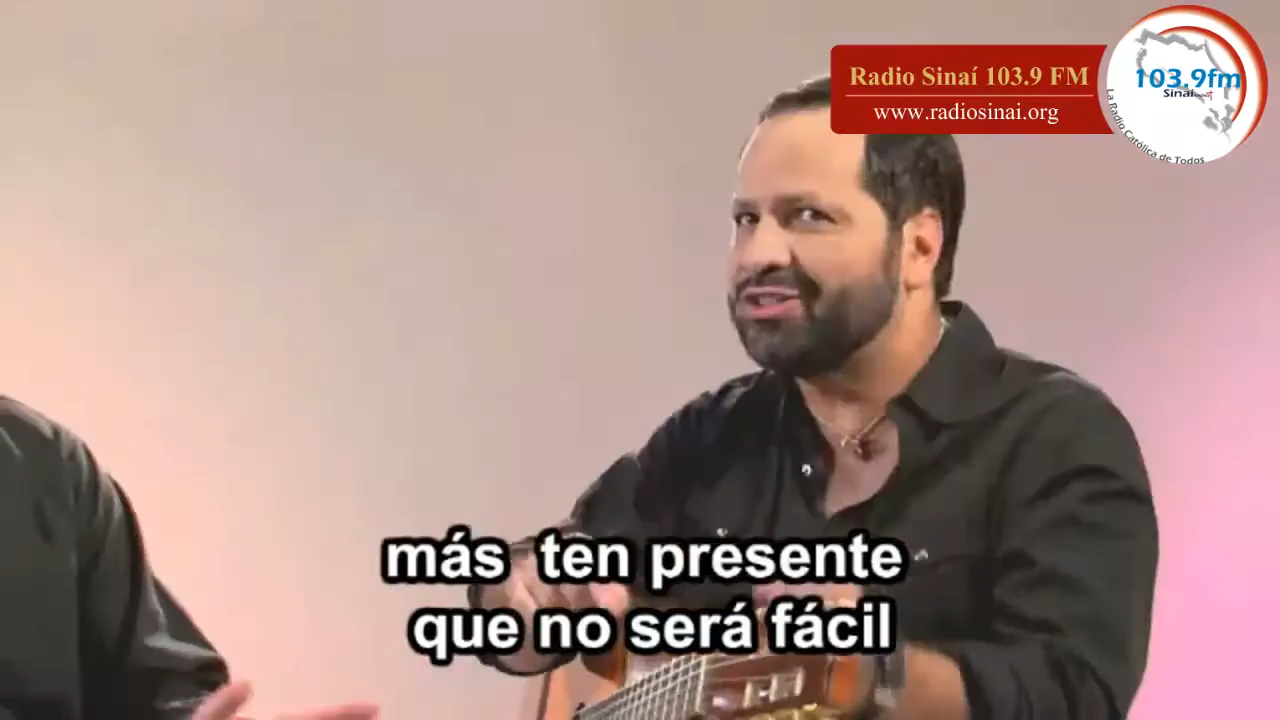 Radio Sinaí 103.9 FM
www.radiosinai.org
103.9fm
Sinaí
La Radio Católica de Todos
más ten presente
que no será fácil